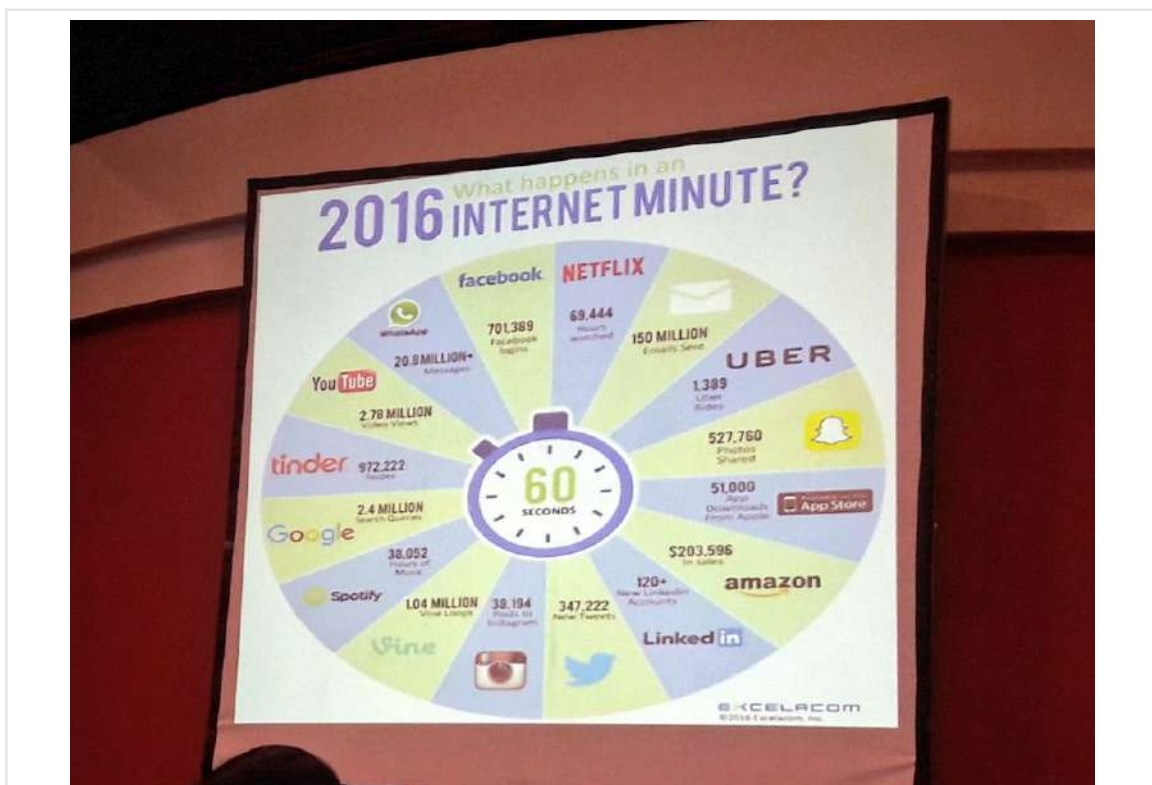 What happens in an
2016 INTERNET MINUTE?
facebook
701,389
Facebook
logins
NETFLIX
69,444
Hours
watched
150 MILLION
Emails Sent
UBER
1,389
Uber
Rides
527,760
Photos
Shared
51,000
App
Downloads
From Apple
App Store
$203,596
In sales
amazon
120+
New Linkedin
Accounts
Linked in
347,222
New Tweets
38,194
Posts to
Instagram
1.04 MILLION
Vine Loops
Vine
38,052
Hours of
Music
Spotify
2.4 MILLION
Search Queries
Google
972,222
Swipes
tinder
2.78 MILLION
Video Views
You Tube
20.8 MILLION+
Messages
WhatsApp
60
SECONDS
EXCELACOM
©2016 Excelacom, Inc.